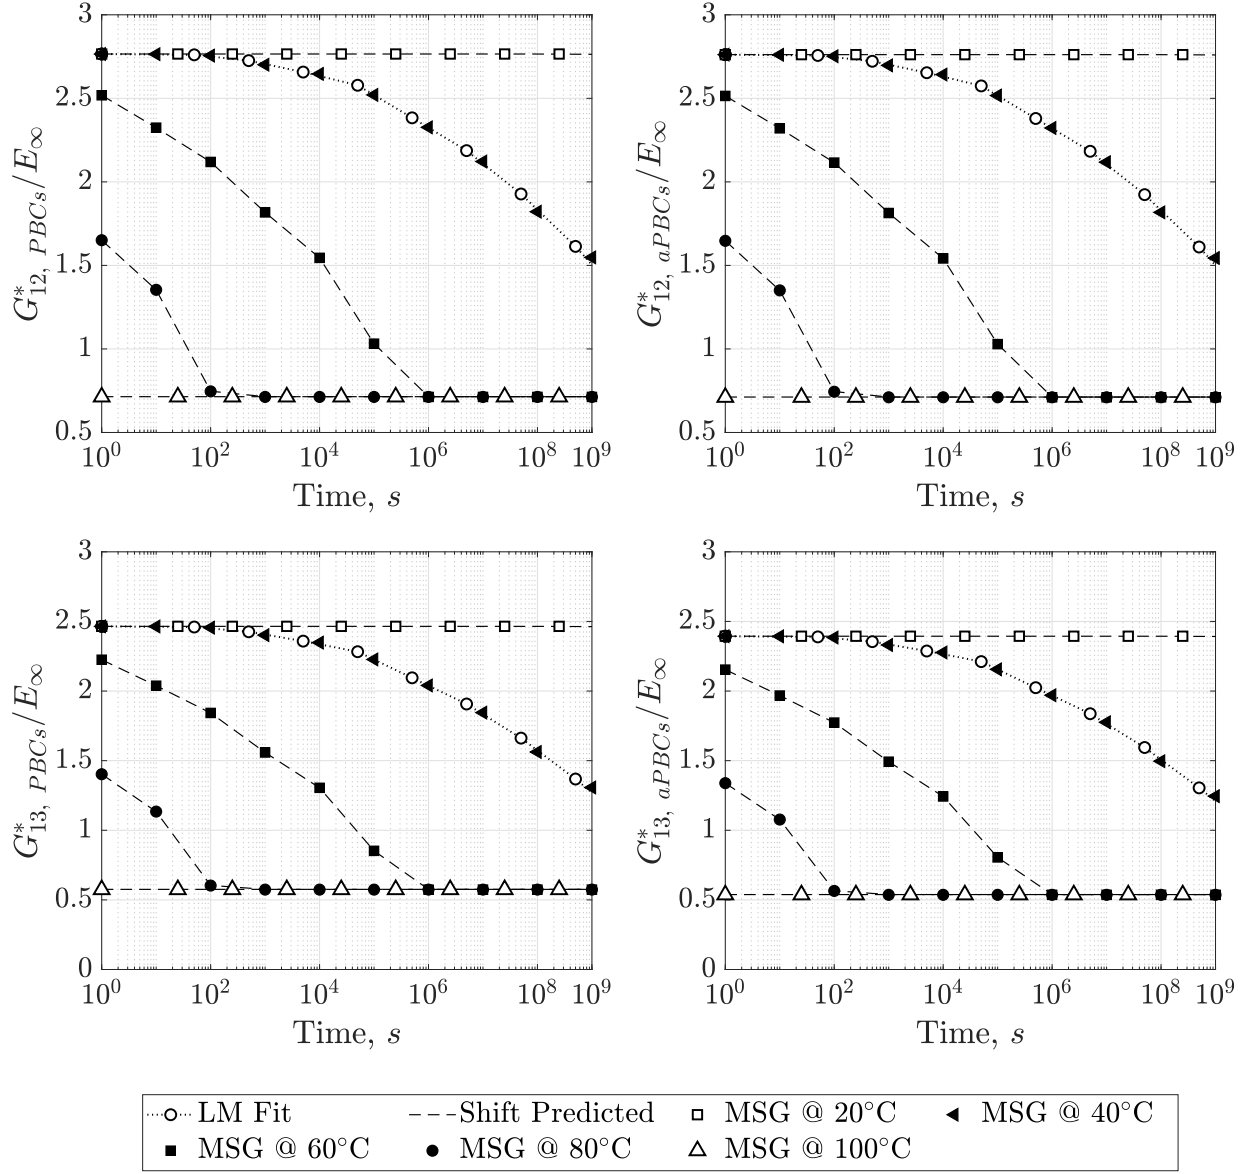 3
2.5
2
1.5
1
0.5
10^0 10^2 10^4 10^6 10^8 10^9
Time, s
G*_{12, PBCs}/E_∞
3
2.5
2
1.5
1
0.5
10^0 10^2 10^4 10^6 10^8 10^9
Time, s
G*_{12, aPBCs}/E_∞
3
2.5
2
1.5
1
0.5
0
10^0 10^2 10^4 10^6 10^8 10^9
Time, s
G*_{13, PBCs}/E_∞
3
2.5
2
1.5
1
0.5
0
10^0 10^2 10^4 10^6 10^8 10^9
Time, s
G*_{13, aPBCs}/E_∞
LM Fit Shift Predicted MSG @ 20°C MSG @ 40°C
MSG @ 60°C MSG @ 80°C MSG @ 100°C